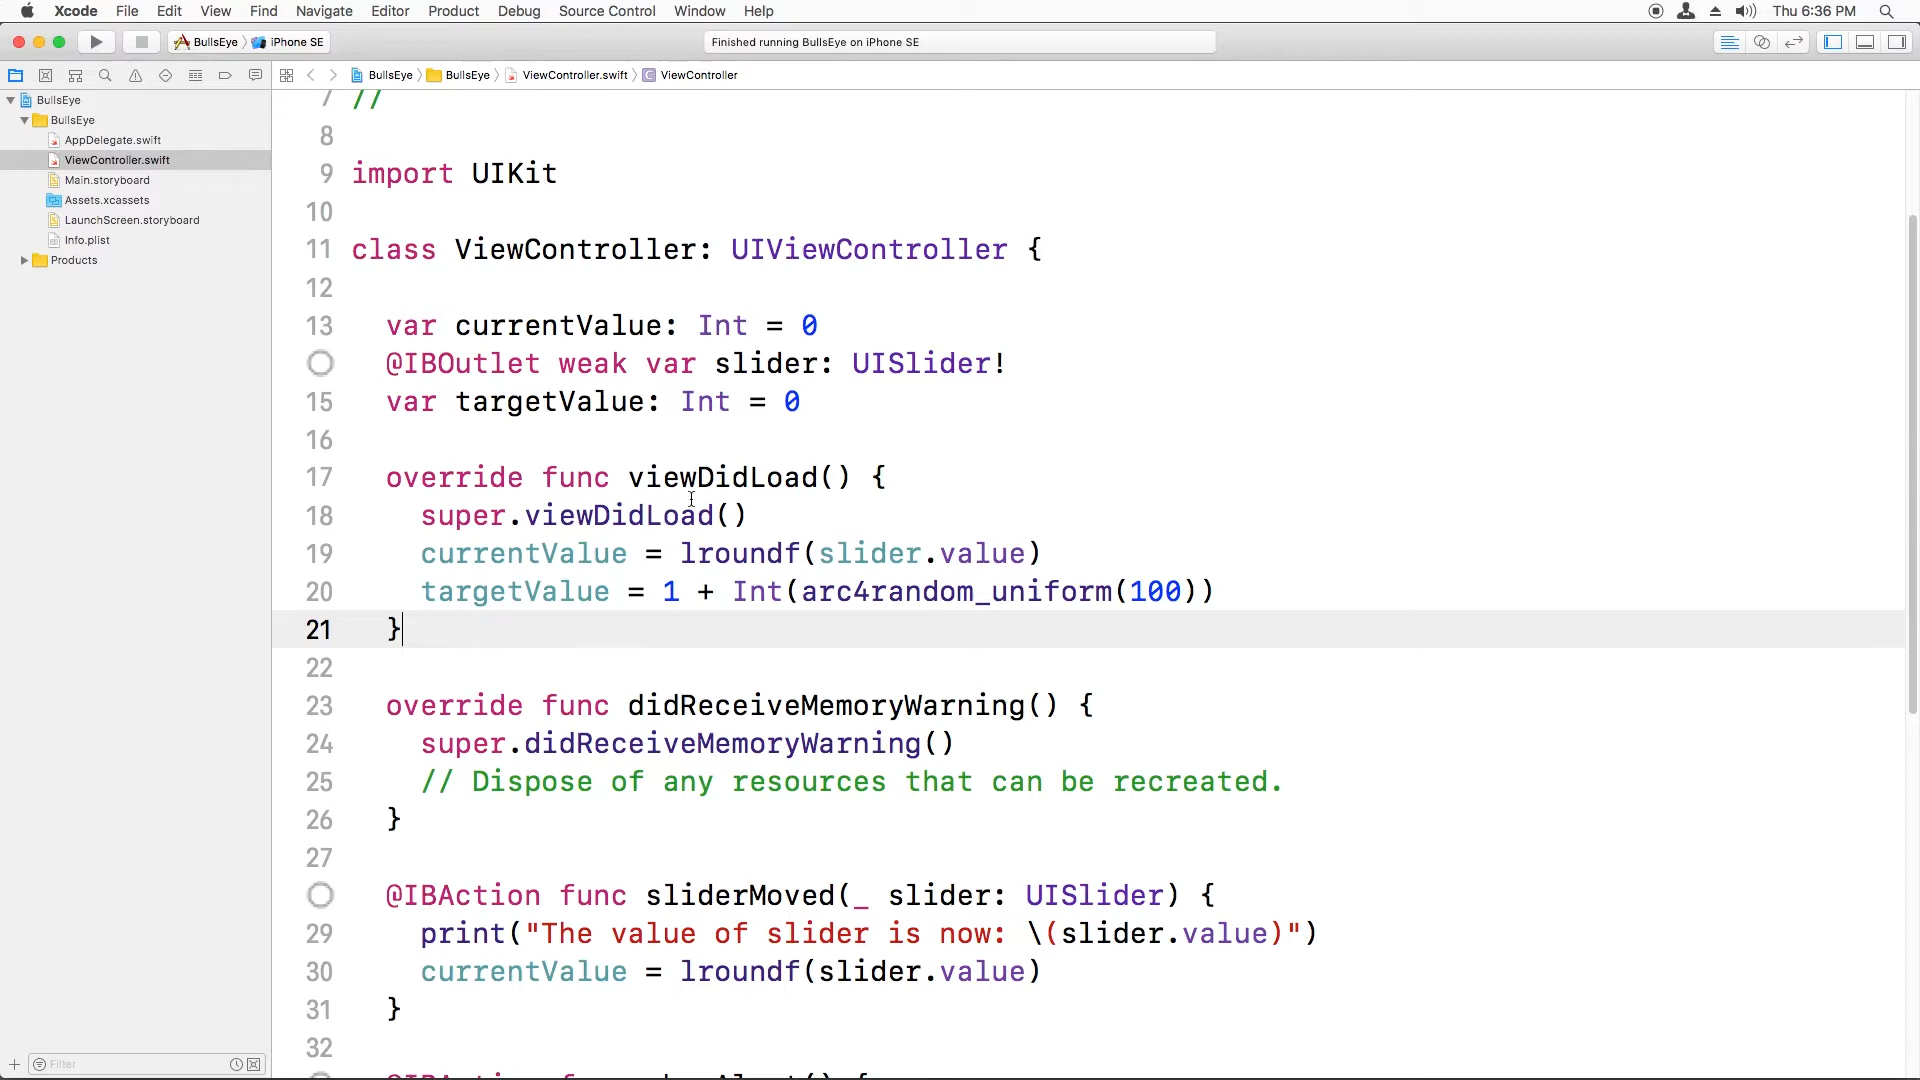 Xcode File Edit View Find Navigate Editor Product Debug Source Control Window Help Thu 6:36 PM
BullsEye iPhone SE Finished running BullsEye on iPhone SE
BullsEye BullsEye ViewController.swift C ViewController
BullsEye
BullsEye
AppDelegate.swift
ViewController.swift
Main.storyboard
Assets.xcassets
LaunchScreen.storyboard
Info.plist
Products
Filter
7 //
8
9 import UIKit
10
11 class ViewController: UIViewController {
12
13 var currentValue: Int = 0
@IBOutlet weak var slider: UISlider!
15 var targetValue: Int = 0
16
17 override func viewDidLoad() {
18 super.viewDidLoad()
19 currentValue = lroundf(slider.value)
20 targetValue = 1 + Int(arc4random_uniform(100))
21 }
22
23 override func didReceiveMemoryWarning() {
24 super.didReceiveMemoryWarning()
25 // Dispose of any resources that can be recreated.
26 }
27
@IBAction func sliderMoved(_ slider: UISlider) {
29 print("The value of slider is now: \(slider.value)")
30 currentValue = lroundf(slider.value)
31 }
32